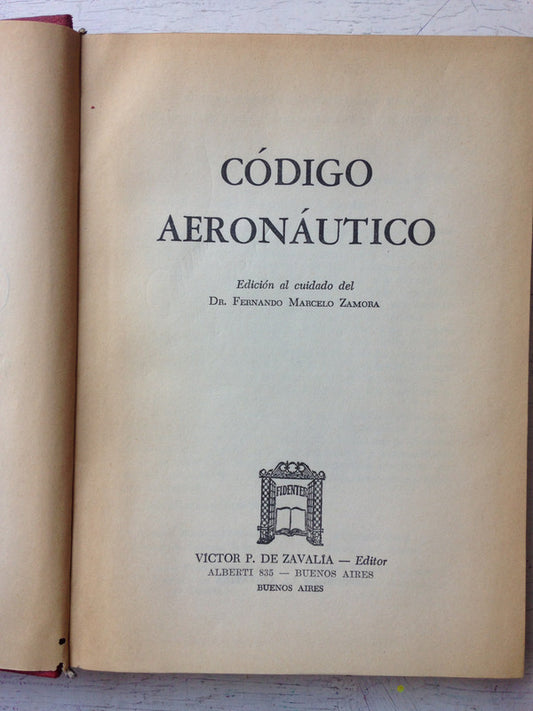 CÓDIGO
AERONÁUTICO
Edición al cuidado del
DR. FERNANDO MARCELO ZAMORA
FIDENTER
VICTOR P. DE ZAVALIA — Editor
ALBERTI 835 — BUENOS AIRES
BUENOS AIRES